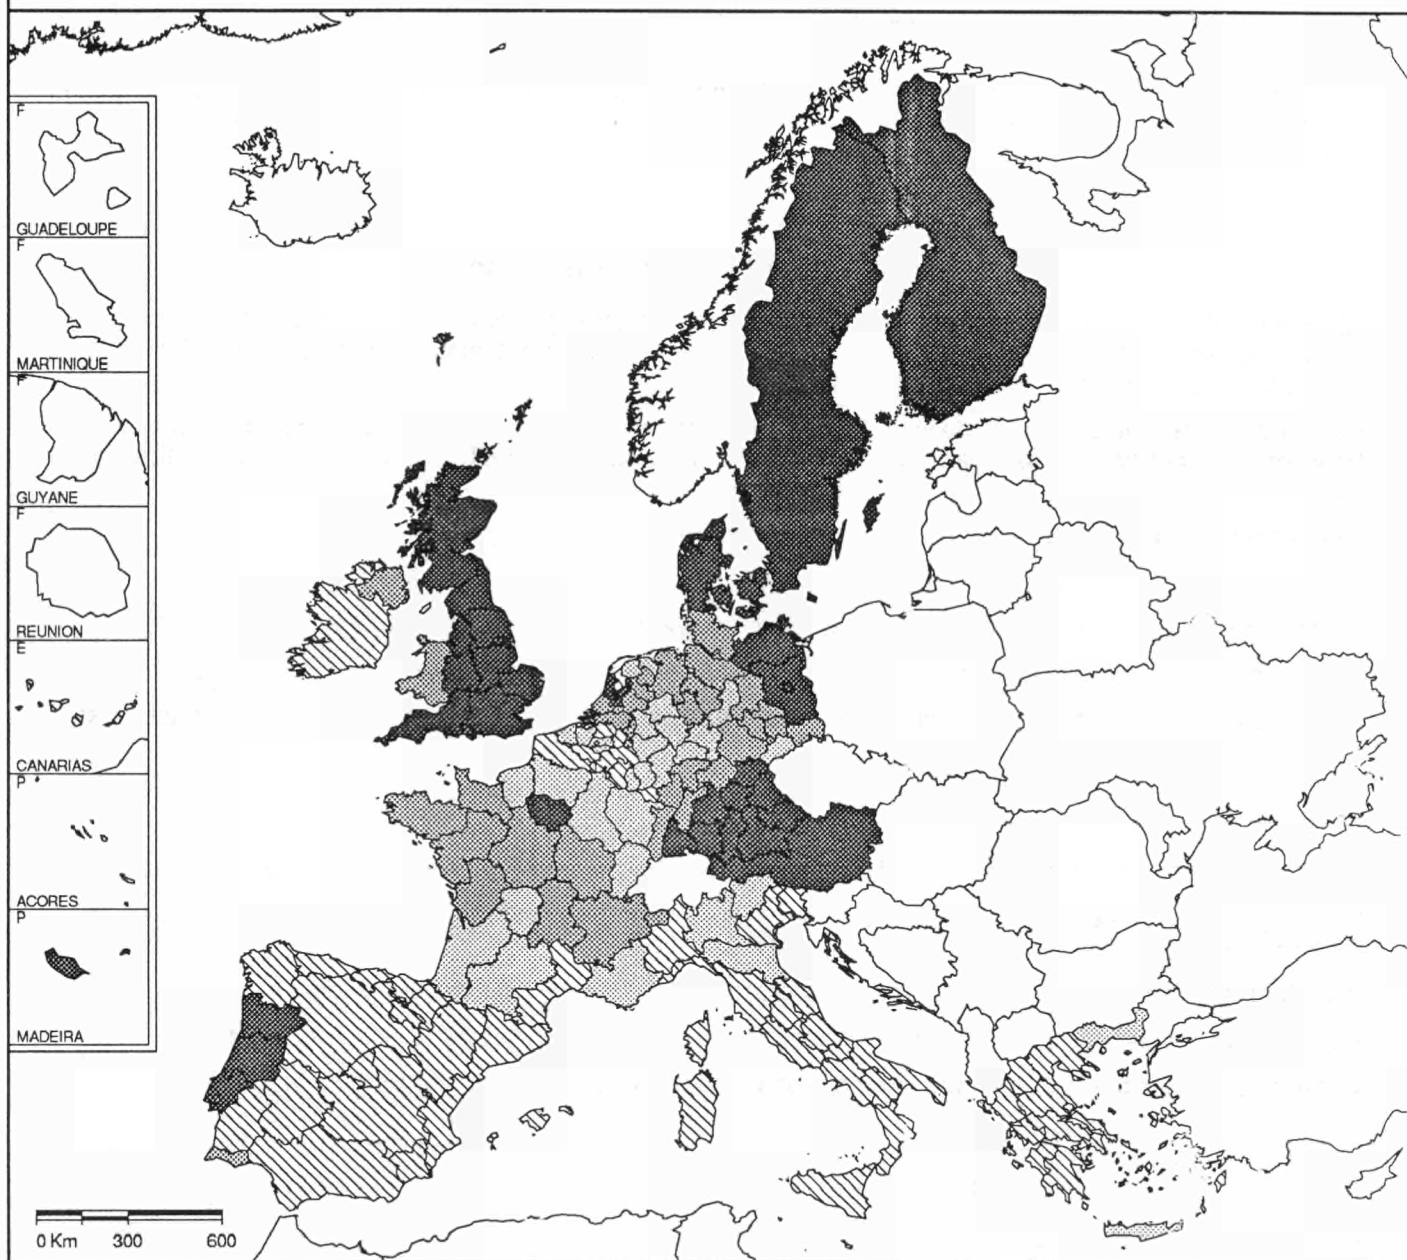 F
GUADELOUPE
F
MARTINIQUE
F
GUYANE
F
REUNION
E
CANARIAS
P
ACORES
P
MADEIRA
0 Km 300 600